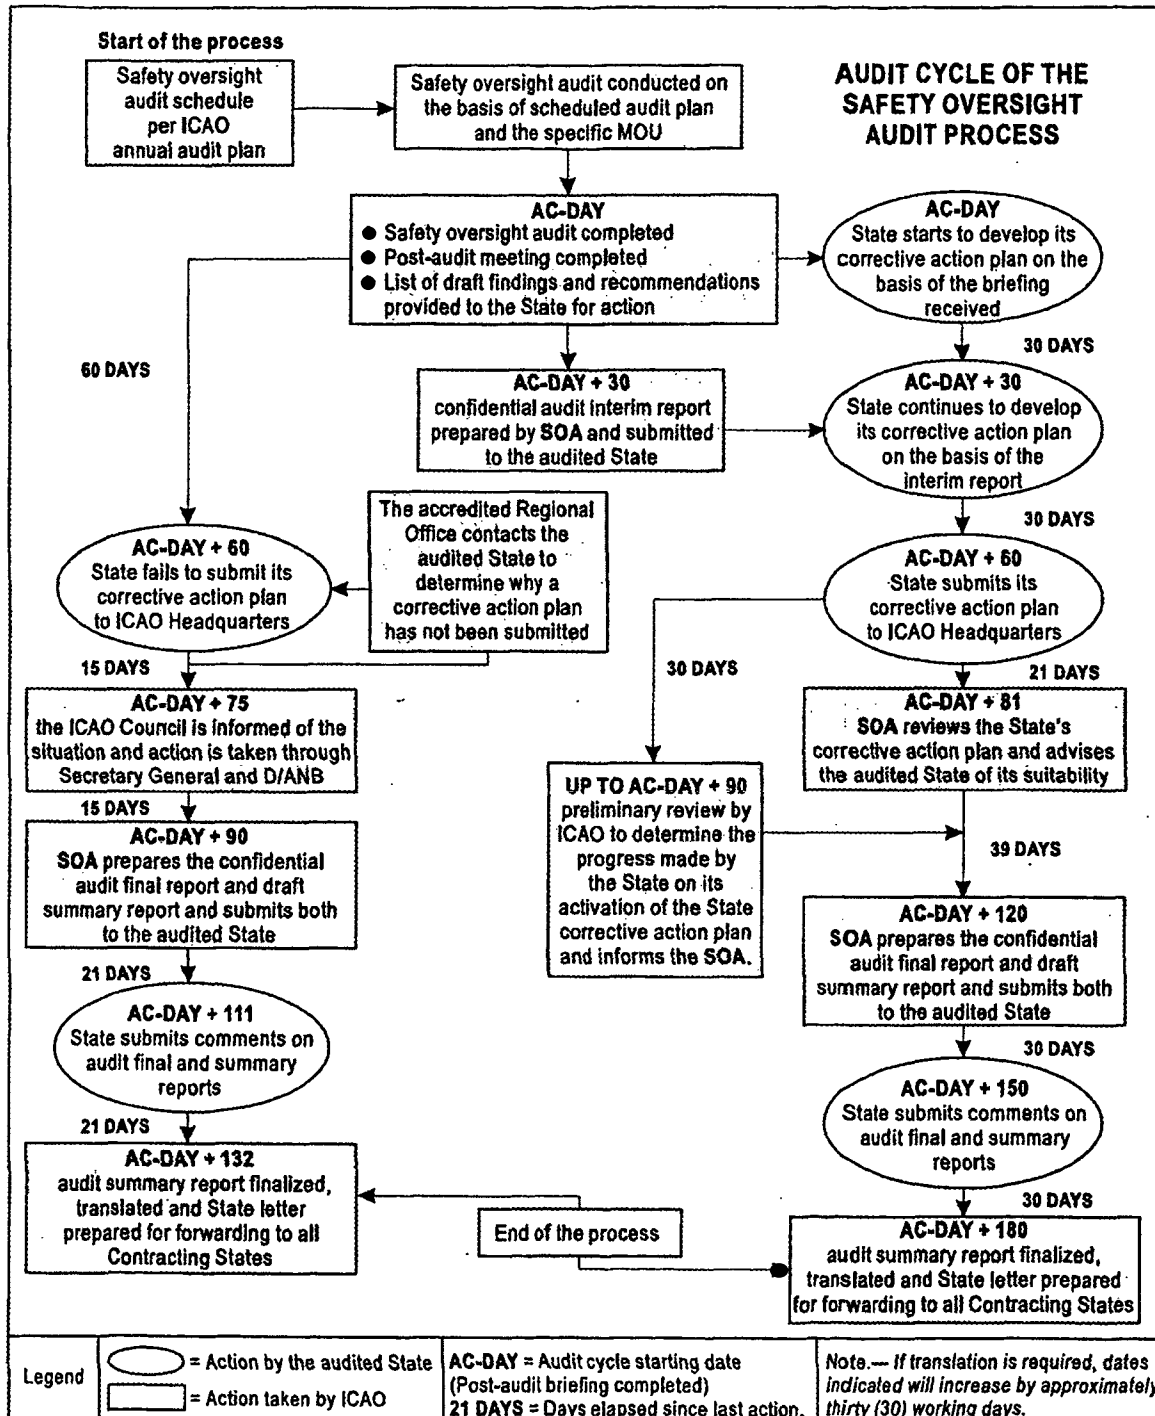 Start of the process
Safety oversight
audit schedule
per ICAO
annual audit plan
Safety oversight audit conducted on
the basis of scheduled audit plan
and the specific MOU
AUDIT CYCLE OF THE
SAFETY OVERSIGHT
AUDIT PROCESS
AC-DAY
● Safety oversight audit completed
● Post-audit meeting completed
● List of draft findings and recommendations
provided to the State for action
AC-DAY
State starts to develop its
corrective action plan on the
basis of the briefing
received
60 DAYS
30 DAYS
AC-DAY + 30
confidential audit interim report
prepared by SOA and submitted
to the audited State
AC-DAY + 30
State continues to develop
its corrective action plan
on the basis of the
interim report
30 DAYS
AC-DAY + 60
State fails to submit its
corrective action plan
to ICAO Headquarters
The accredited Regional
Office contacts the
audited State to
determine why a
corrective action plan
has not been submitted
AC-DAY + 60
State submits its
corrective action plan
to ICAO Headquarters
15 DAYS
30 DAYS
21 DAYS
AC-DAY + 75
the ICAO Council is informed of the
situation and action is taken through
Secretary General and D/ANB
AC-DAY + 81
SOA reviews the State's
corrective action plan and advises
the audited State of its suitability
15 DAYS
UP TO AC-DAY + 90
preliminary review by
ICAO to determine the
progress made by
the State on its
activation of the State
corrective action plan
and informs the SOA.
39 DAYS
AC-DAY + 90
SOA prepares the confidential
audit final report and draft
summary report and submits both
to the audited State
AC-DAY + 120
SOA prepares the confidential
audit final report and draft
summary report and submits both
to the audited State
21 DAYS
AC-DAY + 111
State submits comments on
audit final and summary
reports
30 DAYS
AC-DAY + 150
State submits comments on
audit final and summary
reports
21 DAYS
AC-DAY + 132
audit summary report finalized,
translated and State letter
prepared for forwarding to all
Contracting States
End of the process
30 DAYS
AC-DAY + 180
audit summary report finalized,
translated and State letter prepared
for forwarding to all Contracting States
Legend
= Action by the audited State
= Action taken by ICAO
AC-DAY = Audit cycle starting date
(Post-audit briefing completed)
21 DAYS = Days elapsed since last action.
Note.— If translation is required, dates
indicated will increase by approximately
thirty (30) working days.